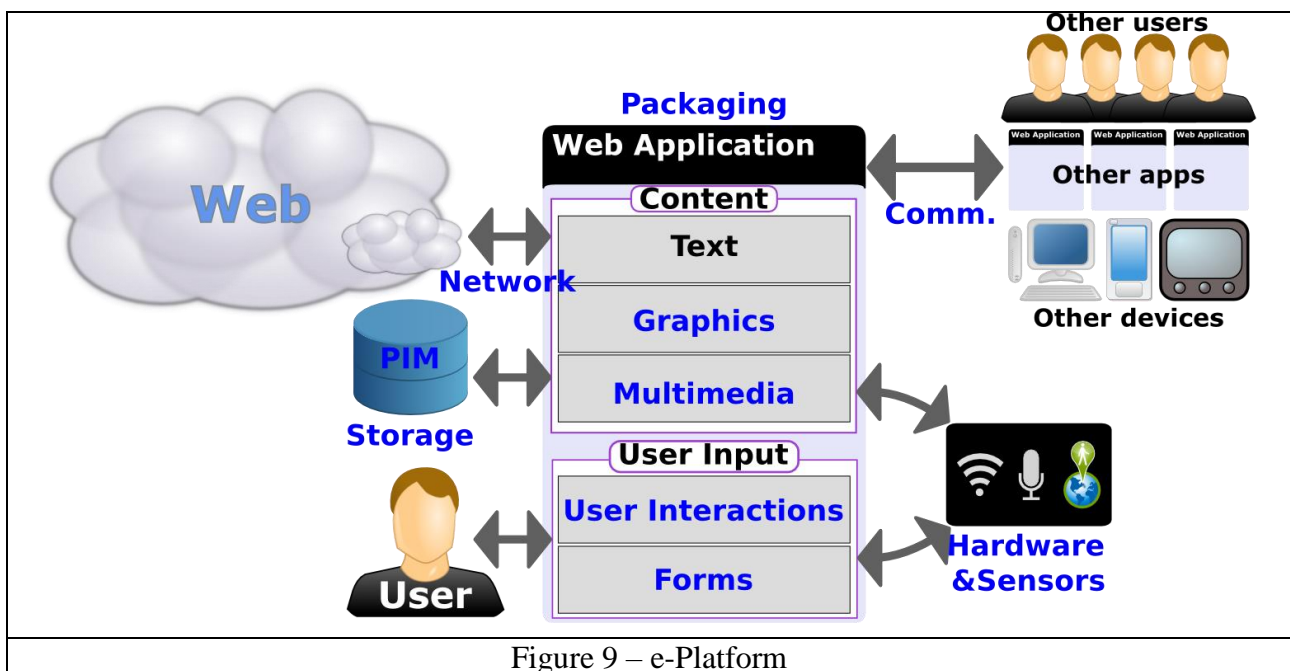 Other users
Packaging
Web Application
Web Application Web Application Web Application
Other apps
Web
Content
Comm.
Text
Network
Graphics
Other devices
PIM
Multimedia
Storage
User Input
User Interactions
Hardware
&Sensors
Forms
User
Figure 9 – e-Platform